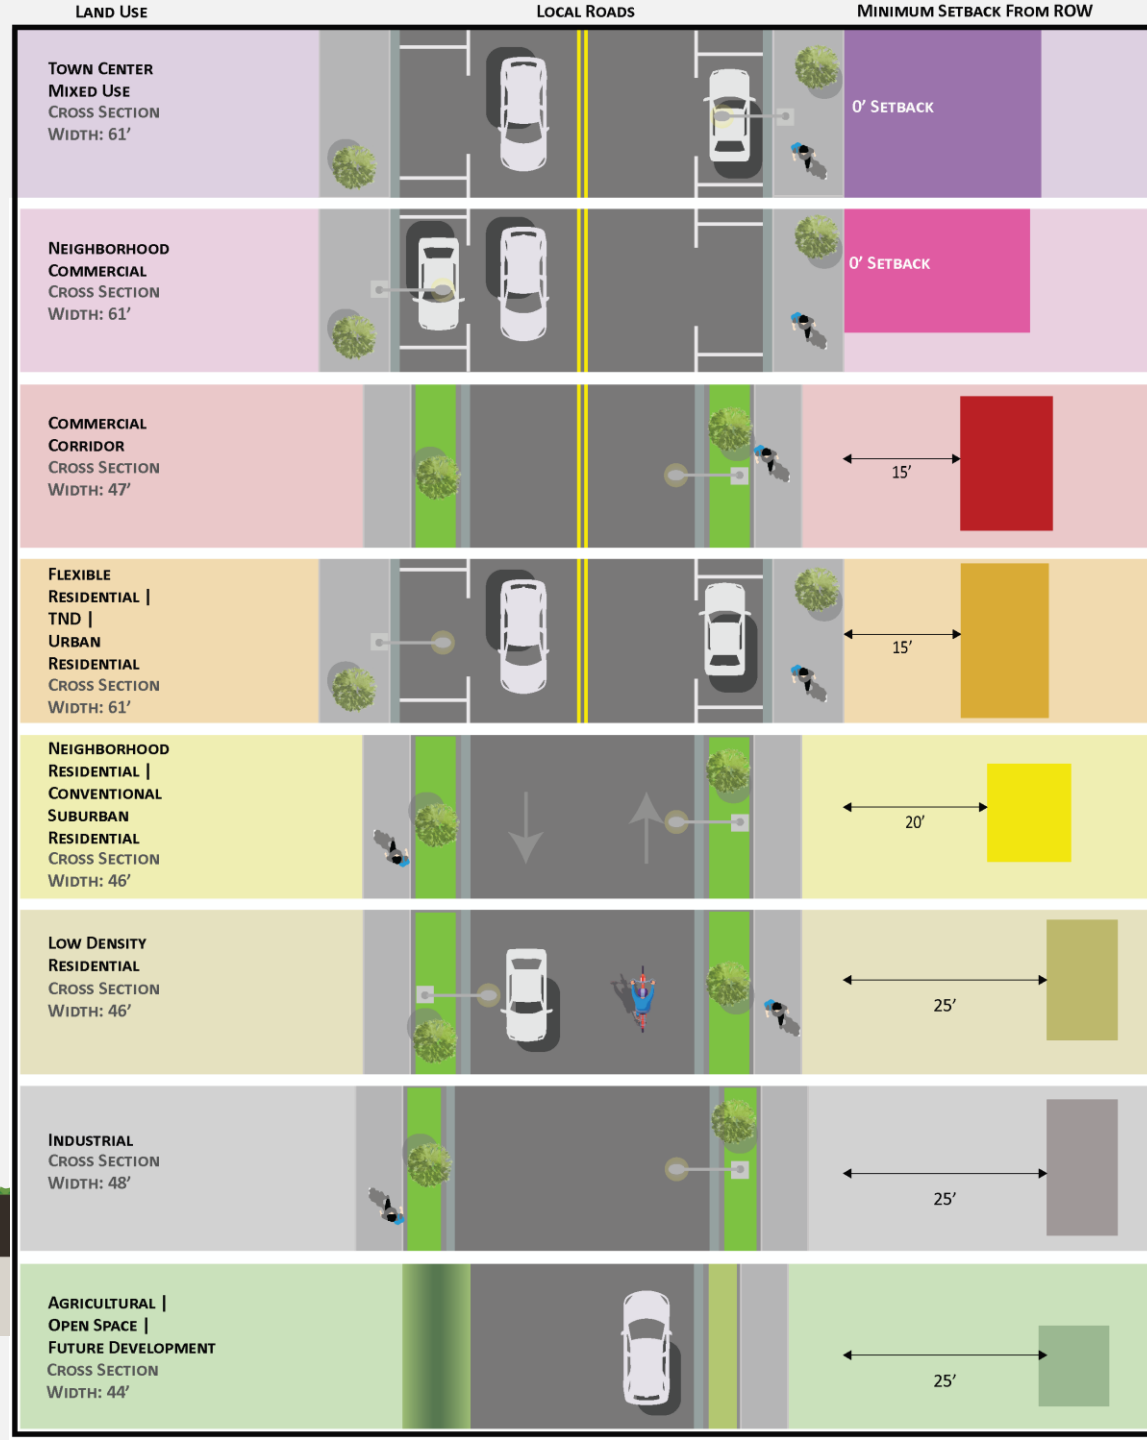 Land Use
Local Roads
Minimum Setback From ROW
Town Center
Mixed Use
Cross Section
Width: 61'
0' Setback
Neighborhood
Commercial
Cross Section
Width: 61'
0' Setback
Commercial
Corridor
Cross Section
Width: 47'
15'
Flexible
Residential |
TND |
Urban
Residential
Cross Section
Width: 61'
15'
Neighborhood
Residential |
Conventional
Suburban
Residential
Cross Section
Width: 46'
20'
Low Density
Residential
Cross Section
Width: 46'
25'
Industrial
Cross Section
Width: 48'
25'
Agricultural |
Open Space |
Future Development
Cross Section
Width: 44'
25'